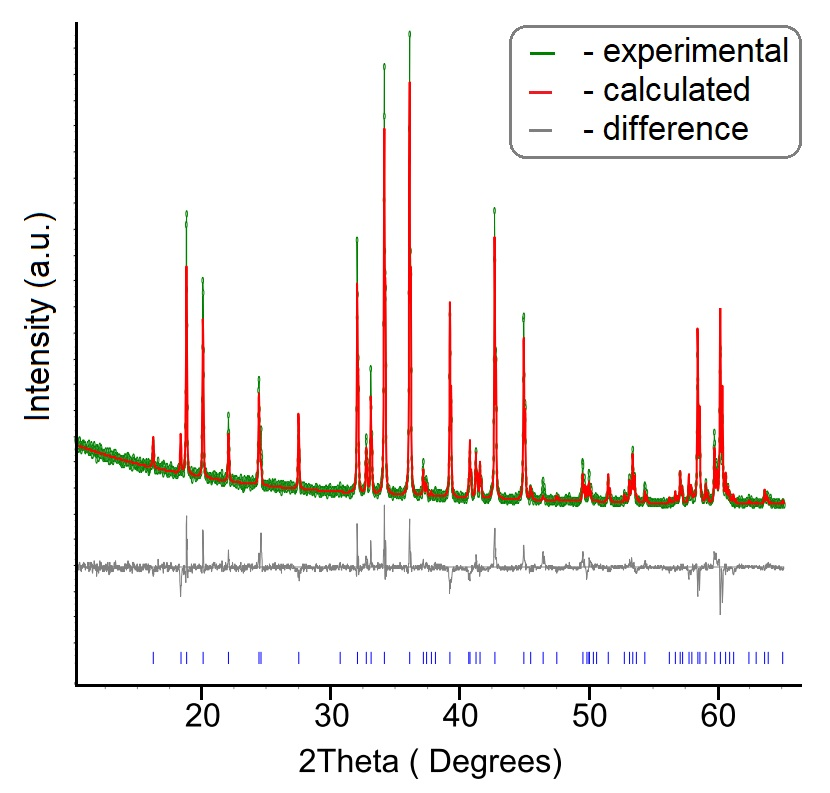 - experimental
- calculated
- difference
Intensity (a.u.)
20 30 40 50 60
2Theta ( Degrees)